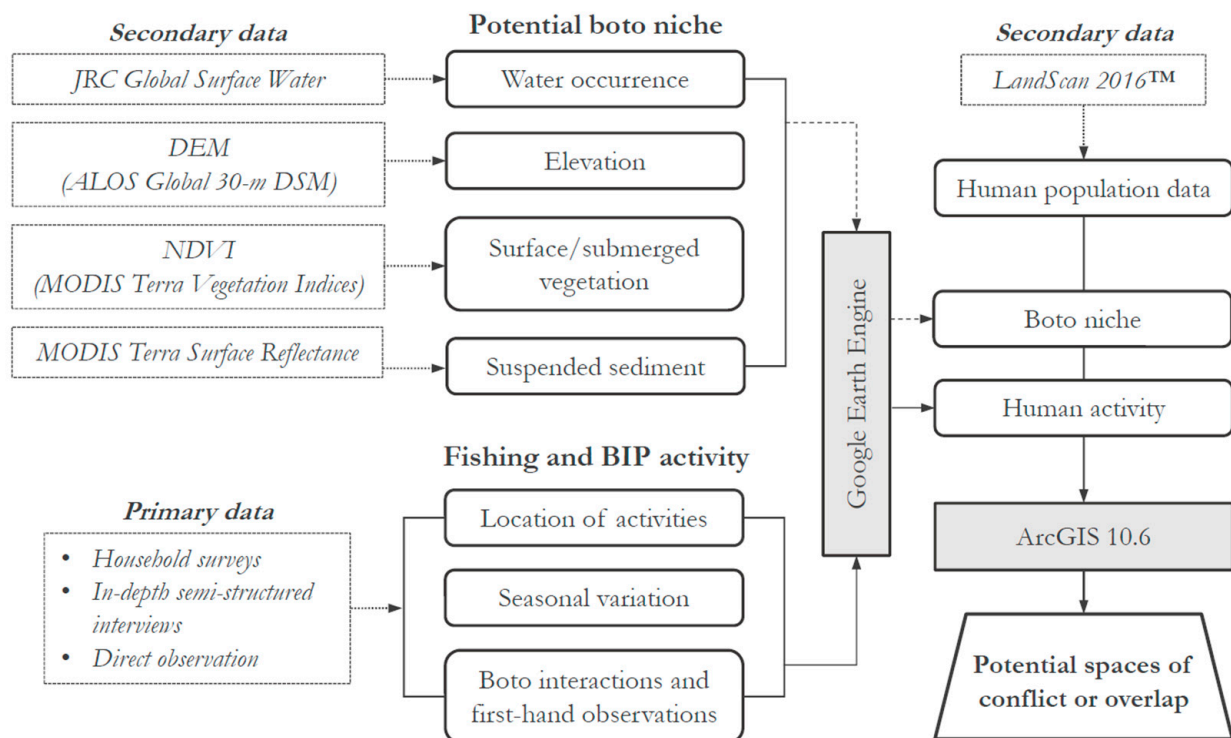 Secondary data
JRC Global Surface Water
DEM
(ALOS Global 30-m DSM)
NDVI
(MODIS Terra Vegetation Indices)
MODIS Terra Surface Reflectance
Potential boto niche
Water occurrence
Elevation
Surface/submerged
vegetation
Suspended sediment
Fishing and BIP activity
Primary data
• Household surveys
• In-depth semi-structured
interviews
• Direct observation
Location of activities
Seasonal variation
Boto interactions and
first-hand observations
Google Earth Engine
Secondary data
LandScan 2016™
Human population data
Boto niche
Human activity
ArcGIS 10.6
Potential spaces of
conflict or overlap